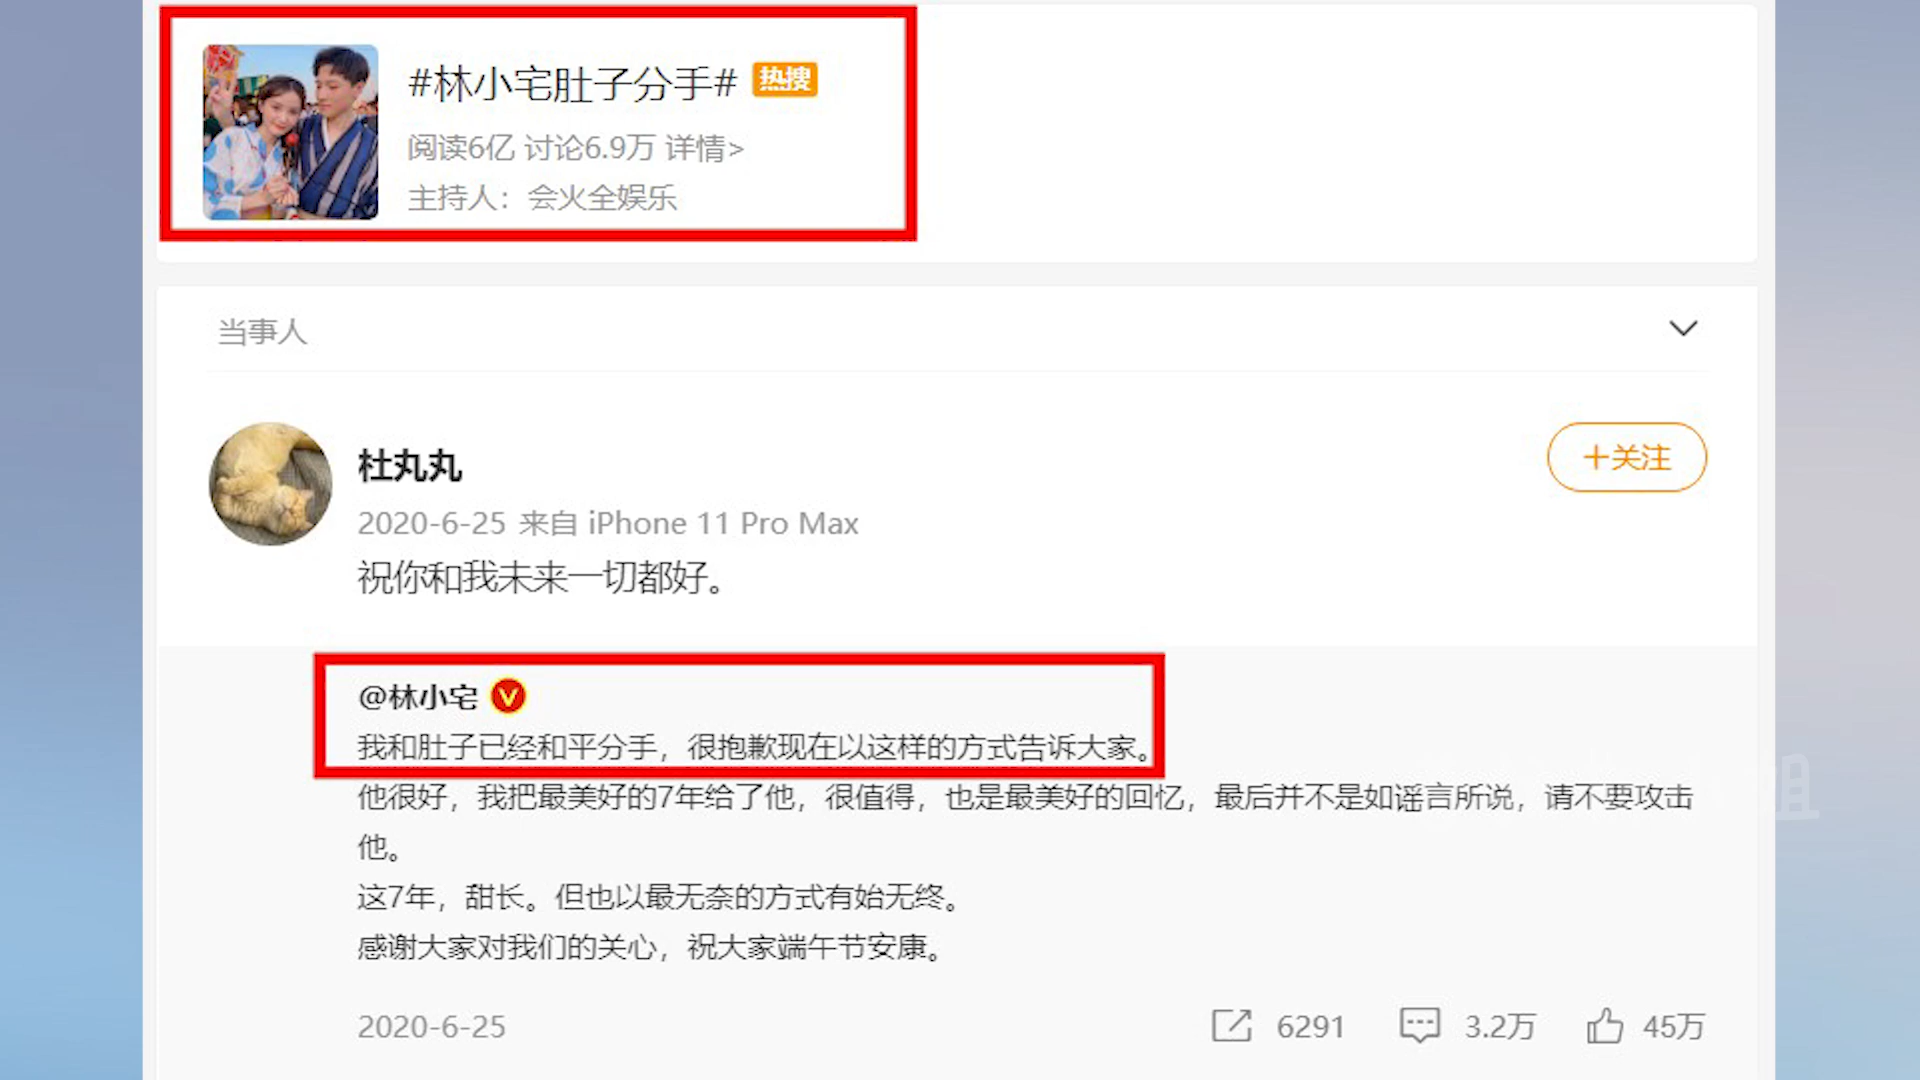 #林小宅肚子分手# 热搜
阅读6亿 讨论6.9万 详情>
主持人：会火全娱乐
当事人
杜丸丸
+关注
2020-6-25 来自 iPhone 11 Pro Max
祝你和我未来一切都好。
@林小宅
我和肚子已经和平分手，很抱歉现在以这样的方式告诉大家。
他很好，我把最美好的7年给了他，很值得，也是最美好的回忆，最后并不是如谣言所说，请不要攻击
他。
这7年，甜长。但也以最无奈的方式有始无终。
感谢大家对我们的关心，祝大家端午节安康。
2020-6-25 6291 3.2万 45万